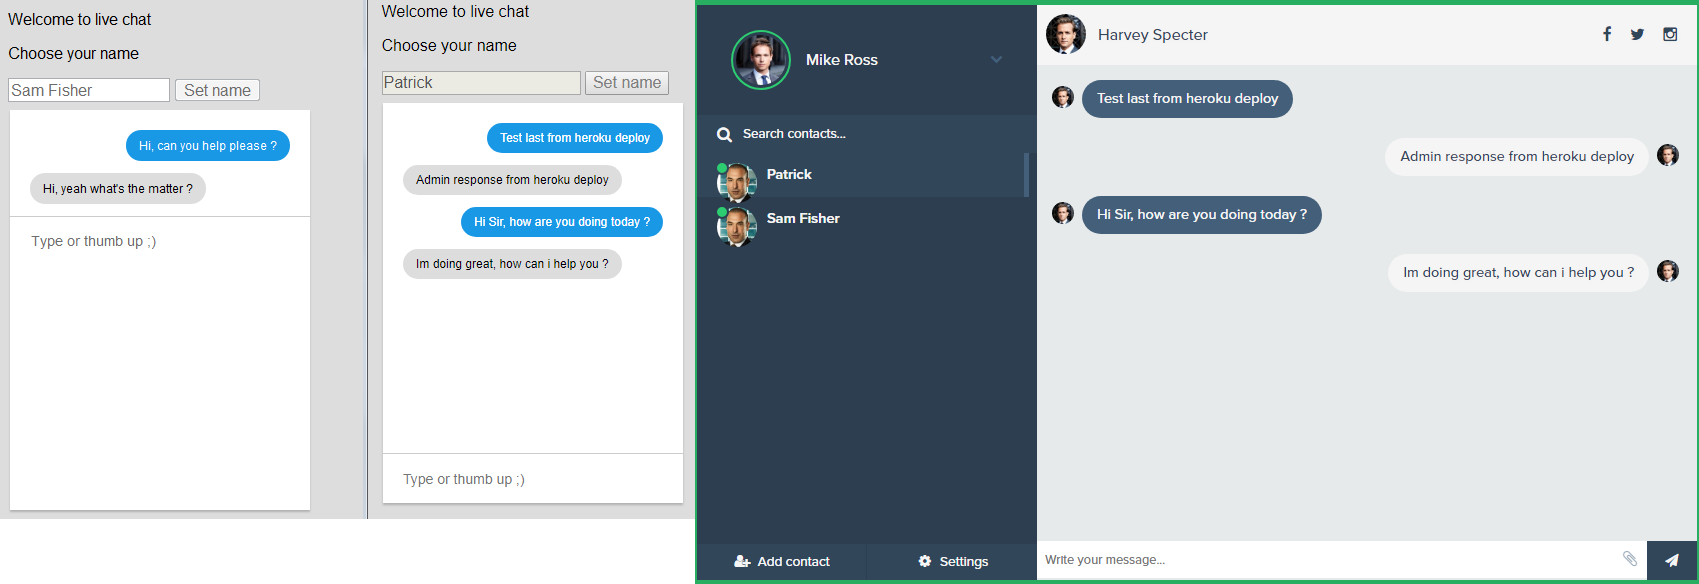 Welcome to live chat
Choose your name
Sam Fisher
Set name
Hi, can you help please ?
Hi, yeah what's the matter ?
Type or thumb up ;)
Welcome to live chat
Choose your name
Patrick
Set name
Test last from heroku deploy
Admin response from heroku deploy
Hi Sir, how are you doing today ?
Im doing great, how can i help you ?
Type or thumb up ;)
Mike Ross
Search contacts...
Patrick
Sam Fisher
Add contact
Settings
Harvey Specter
Test last from heroku deploy
Admin response from heroku deploy
Hi Sir, how are you doing today ?
Im doing great, how can i help you ?
Write your message...